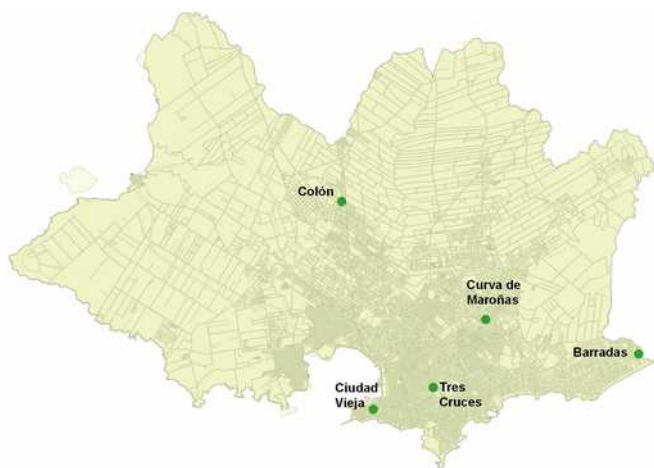 Colón
Curva de
Maroñas
Barradas
Ciudad
Vieja
Tres
Cruces